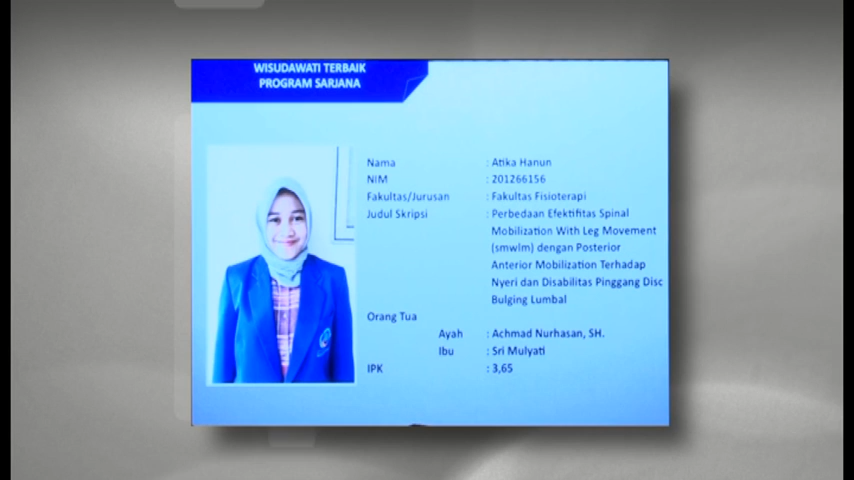 WISUDAWATI TERBAIK
PROGRAM SARJANA
Nama : Atika Hanun
NIM : 201266156
Fakultas/Jurusan : Fakultas Fisioterapi
Judul Skripsi : Perbedaan Efektifitas Spinal
Mobilization With Leg Movement
(smwlm) dengan Posterior
Anterior Mobilization Terhadap
Nyeri dan Disabilitas Pinggang Disc
Bulging Lumbal
Orang Tua
Ayah : Achmad Nurhasan, SH.
Ibu : Sri Mulyati
IPK : 3,65